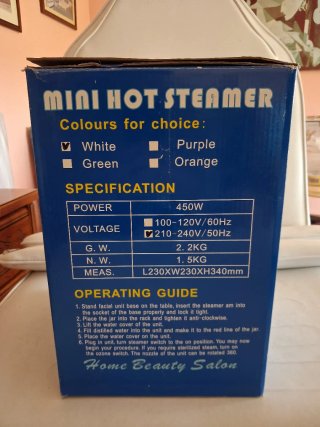 MINI HOT STEAMER
Colours for choice:
White Purple
Green Orange
SPECIFICATION
POWER 450W
VOLTAGE 100~120V/60Hz
210~240V/50Hz
G. W. 2. 2KG
N. W. 1. 5KG
MEAS. L230XW230XH340mm
OPERATING GUIDE
1. Stand facial unit base on the table, insert the steamer arm into
the socket of the base properly and lock it tight.
2. Place the jar into the rack and tighten it anti-clockwise.
3. Lift the water cover of the unit.
4. Fill distilled water into the unit and make it to the red line of the jar.
5. Place the water cover on the unit.
6. Plug in unit, turn steamer switch to the on position. You may now
begin your procedure. If you require sterilized steam, turn on
the ozone switch. The nozzle of the unit can be rotated 360.
Home Beauty Salon